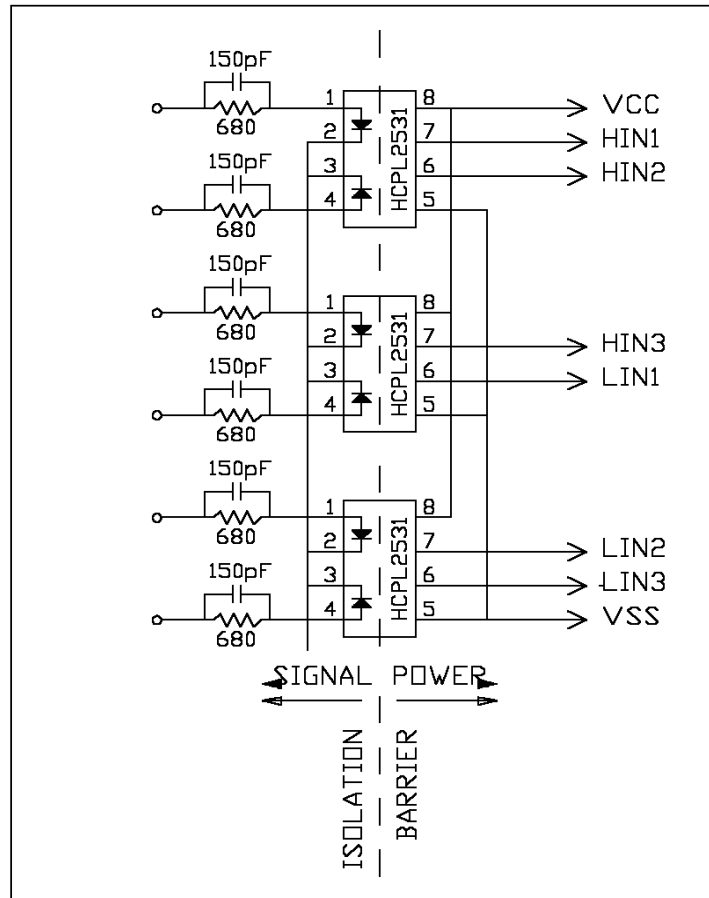 150pF
680
1 8 VCC
2 7 HIN1
3 6 HIN2
4 5
HCPL2531
150pF
680
150pF
680
1 8
2 7 HIN3
3 6 LIN1
4 5
HCPL2531
150pF
680
150pF
680
1 8
2 7 LIN2
3 6 LIN3
4 5 VSS
HCPL2531
150pF
680
SIGNAL POWER
ISOLATION
BARRIER